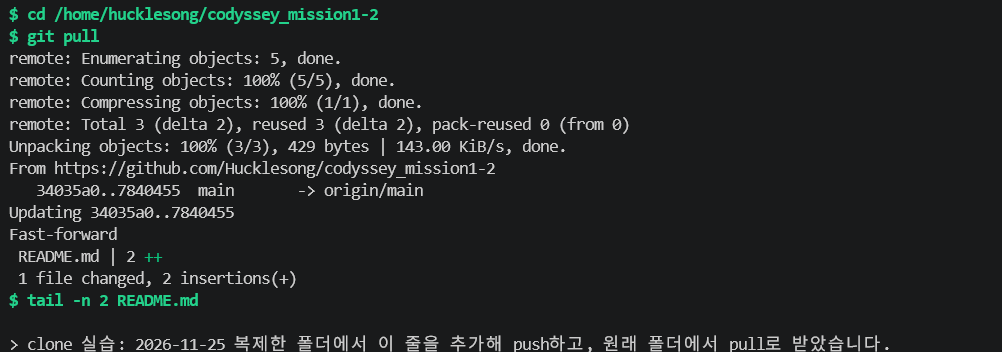 $ cd /home/hucklesong/codyssey_mission1-2
$ git pull
remote: Enumerating objects: 5, done.
remote: Counting objects: 100% (5/5), done.
remote: Compressing objects: 100% (1/1), done.
remote: Total 3 (delta 2), reused 3 (delta 2), pack-reused 0 (from 0)
Unpacking objects: 100% (3/3), 429 bytes | 143.00 KiB/s, done.
From https://github.com/Hucklesong/codyssey_mission1-2
   34035a0..7840455  main       -> origin/main
Updating 34035a0..7840455
Fast-forward
 README.md | 2 ++
 1 file changed, 2 insertions(+)
$ tail -n 2 README.md
> clone 실습: 2026-11-25 복제한 폴더에서 이 줄을 추가해 push하고, 원래 폴더에서 pull로 받았습니다.